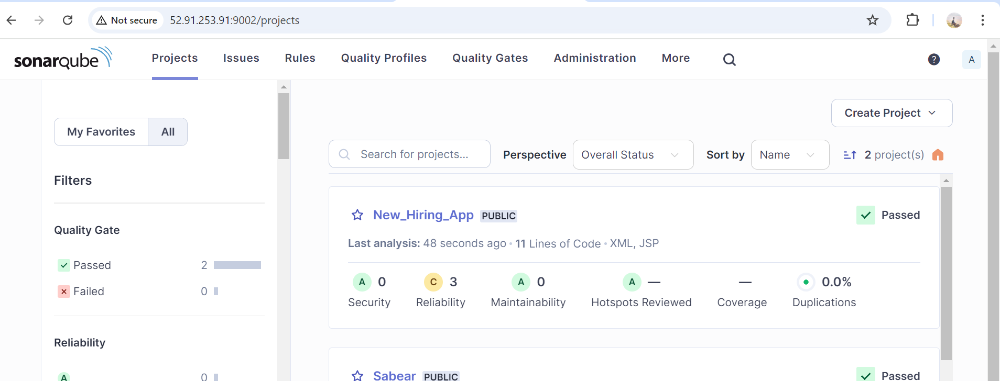 Not secure 52.91.253.91:9002/projects
sonarqube Projects Issues Rules Quality Profiles Quality Gates Administration More ? A
My Favorites All
Filters
Quality Gate
Passed 2
Failed 0
Reliability
A 0
Create Project
Search for projects... Perspective Overall Status Sort by Name 2 project(s)
New_Hiring_App PUBLIC Passed
Last analysis: 48 seconds ago • 11 Lines of Code • XML, JSP
A 0 C 3 A 0 A — — 0.0%
Security Reliability Maintainability Hotspots Reviewed Coverage Duplications
Sabear PUBLIC Passed